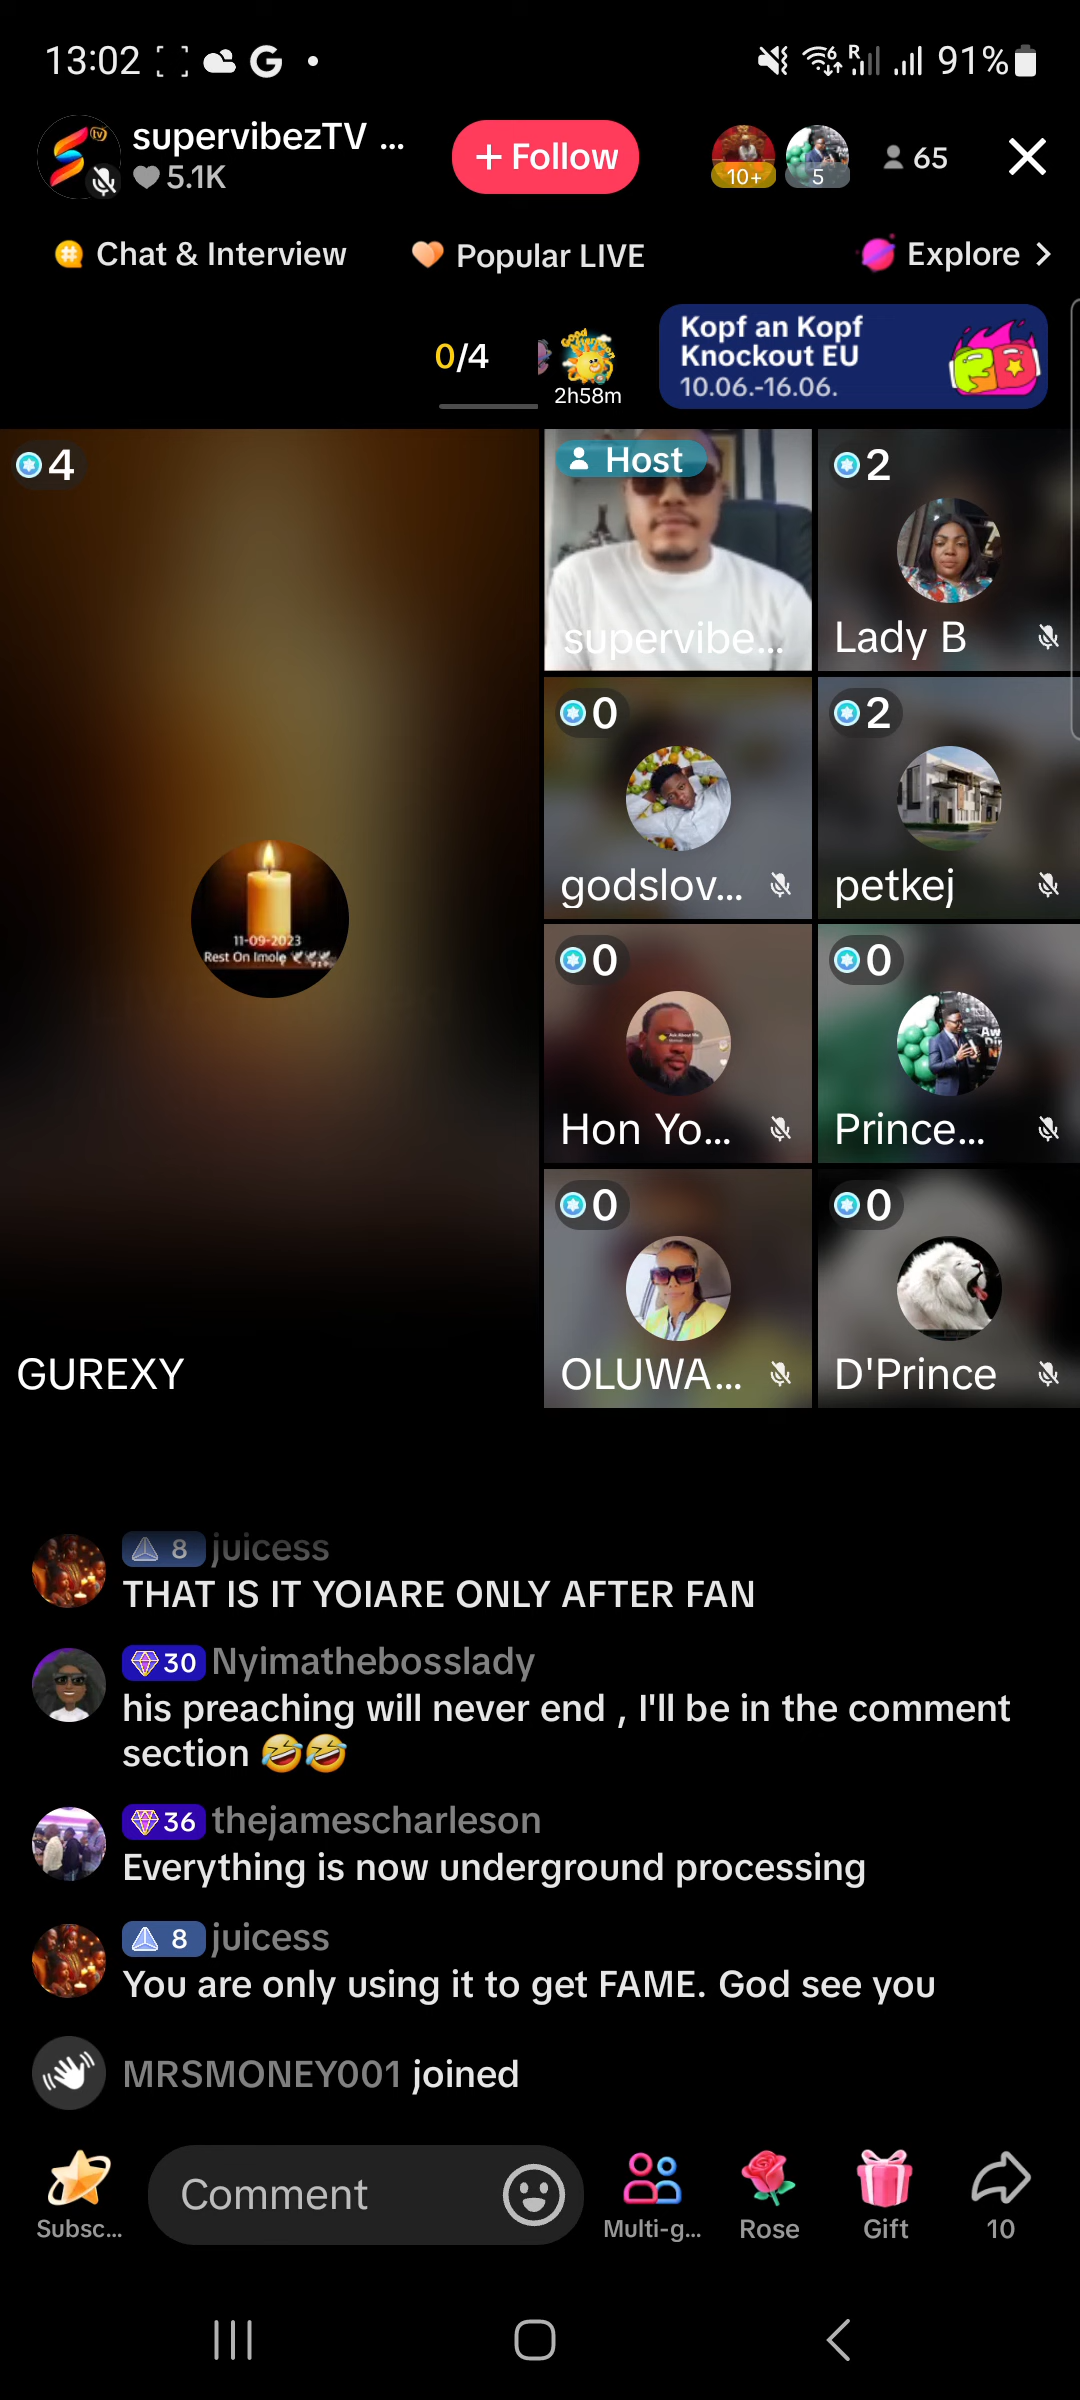 13:02
91%
supervibezTV ...
5.1K
+ Follow
10+
5
65
Chat & Interview
Popular LIVE
Explore >
0/4
Good
Afternoon
2h58m
Kopf an Kopf
Knockout EU
10.06.-16.06.
4
11-09-2023
Rest On Imole
GUREXY
Host
supervibe...
2
Lady B
0
godslov...
2
petkej
0
Hon Yo...
0
Prince...
0
OLUWA...
0
D'Prince
8 juicess
THAT IS IT YOIARE ONLY AFTER FAN
30 Nyimathebosslady
his preaching will never end , I'll be in the comment
section 🤣🤣
36 thejamescharleson
Everything is now underground processing
8 juicess
You are only using it to get FAME. God see you
MRSMONEY001 joined
Subsc...
Comment
Multi-g...
Rose
Gift
10